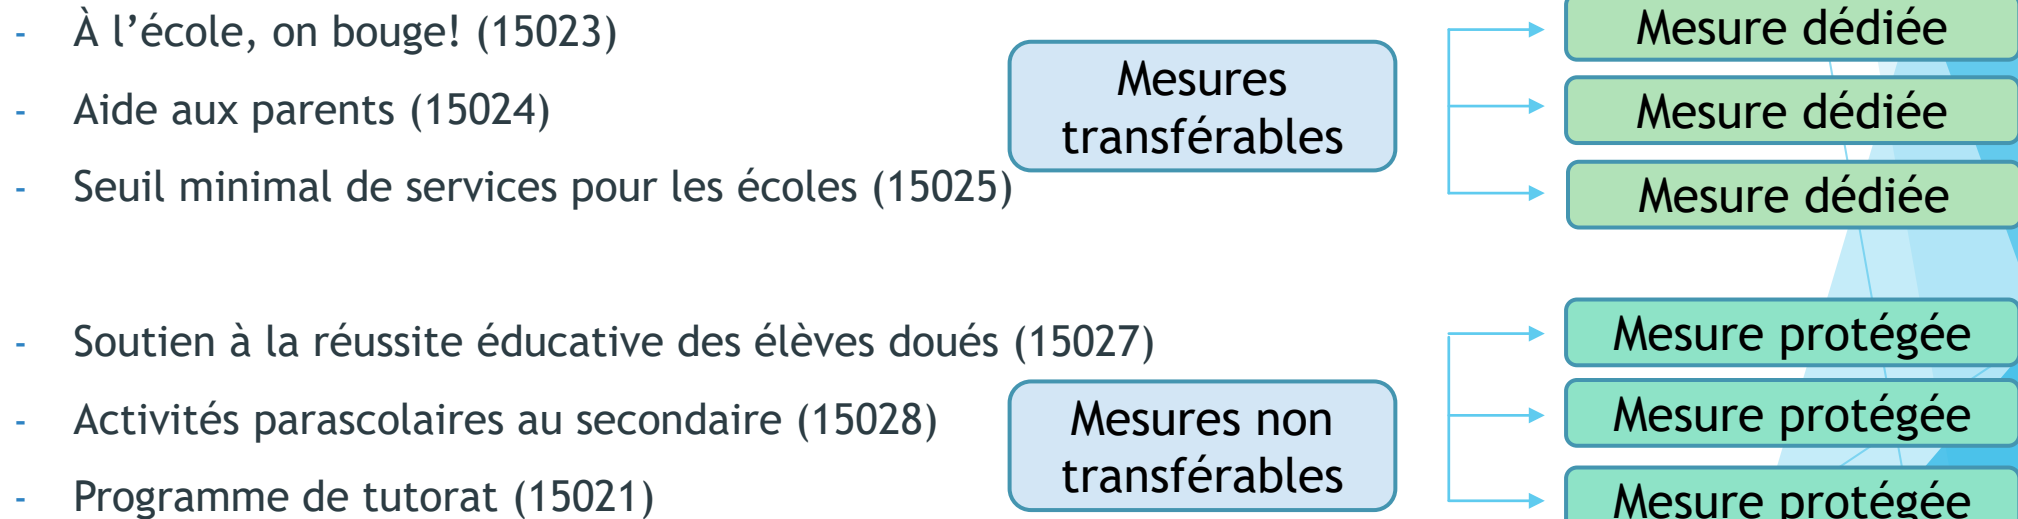 - À l’école, on bouge! (15023)
- Aide aux parents (15024)
- Seuil minimal de services pour les écoles (15025)
Mesures
transférables
Mesure dédiée
Mesure dédiée
Mesure dédiée
- Soutien à la réussite éducative des élèves doués (15027)
- Activités parascolaires au secondaire (15028)
- Programme de tutorat (15021)
Mesures non
transférables
Mesure protégée
Mesure protégée
Mesure protégée